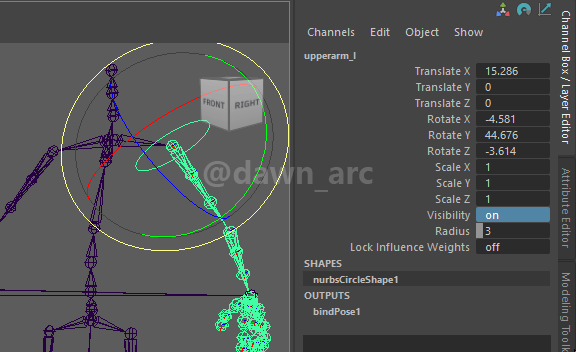 Channels Edit Object Show
upperarm_l
Translate X 15.286
Translate Y 0
Translate Z 0
Rotate X -4.581
Rotate Y 44.676
Rotate Z -3.614
Scale X 1
Scale Y 1
Scale Z 1
Visibility on
Radius 3
Lock Influence Weights off
SHAPES
nurbsCircleShape1
OUTPUTS
bindPose1
FRONT RIGHT
@dawn_arc
Channel Box / Layer Editor
Attribute Editor
Modeling Toolk